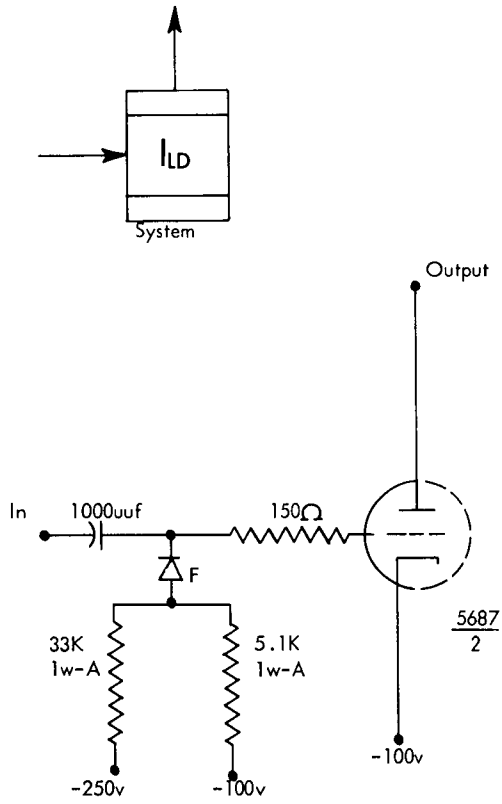 I_LD
System
Output
In
1000uuf
150Ω
F
33K
1w-A
5.1K
1w-A
5687
2
-250v
-100v
-100v